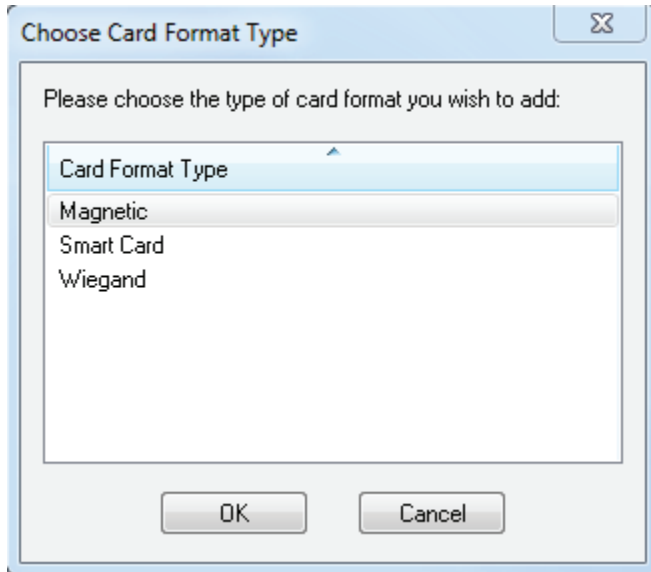 Choose Card Format Type
Please choose the type of card format you wish to add:
Card Format Type
Magnetic
Smart Card
Wiegand
OK Cancel